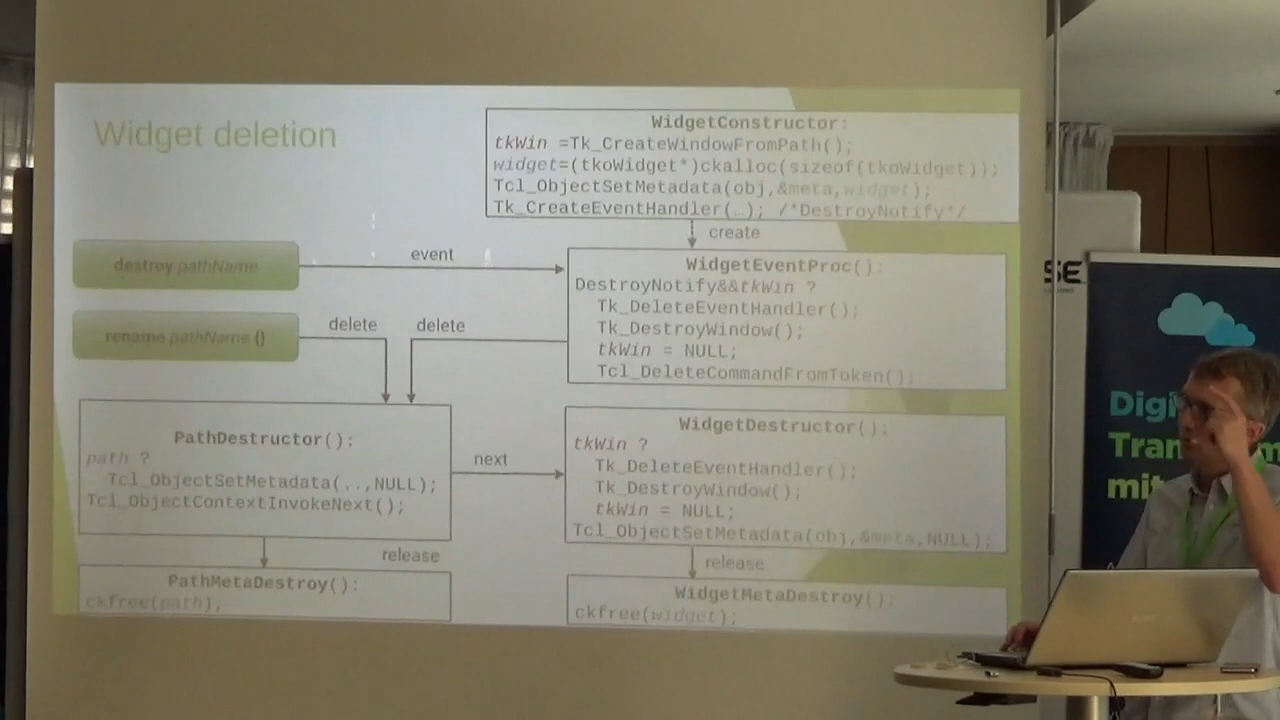 Widget deletion
WidgetConstructor:
tkWin =Tk_CreateWindowFromPath();
widget=(tkoWidget*)ckalloc(sizeof(tkoWidget));
Tcl_ObjectSetMetadata(obj,&meta,widget);
Tk_CreateEventHandler(…); /*DestroyNotify*/
create
destroy pathName
event
WidgetEventProc():
DestroyNotify&&tkWin ?
Tk_DeleteEventHandler();
Tk_DestroyWindow();
tkWin = NULL;
Tcl_DeleteCommandFromToken();
rename pathName {}
delete
delete
PathDestructor():
path ?
Tcl_ObjectSetMetadata(..,NULL);
Tcl_ObjectContextInvokeNext();
next
WidgetDestructor():
tkWin ?
Tk_DeleteEventHandler();
Tk_DestroyWindow();
tkWin = NULL;
Tcl_ObjectSetMetadata(obj,&meta,NULL);
release
release
PathMetaDestroy():
ckfree(path);
WidgetMetaDestroy():
ckfree(widget);
SE
Digi
Tran
mit